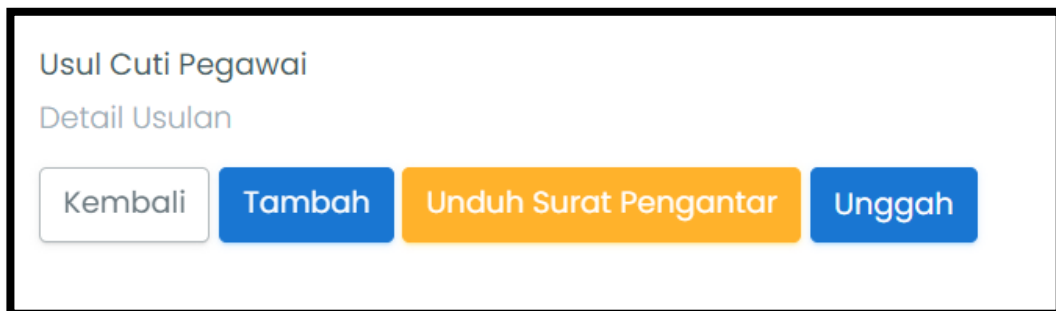 Usul Cuti Pegawai
Detail Usulan
Kembali Tambah Unduh Surat Pengantar Unggah